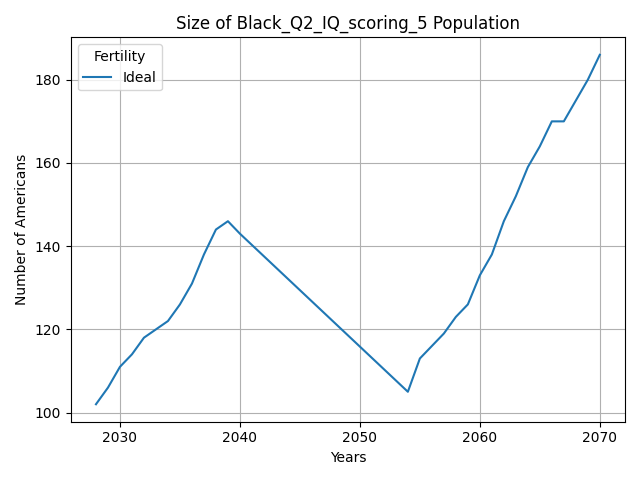 Size of Black_Q2_IQ_scoring_5 Population
Fertility
Ideal
Number of Americans
180
160
140
120
100
2030 2040 2050 2060 2070
Years